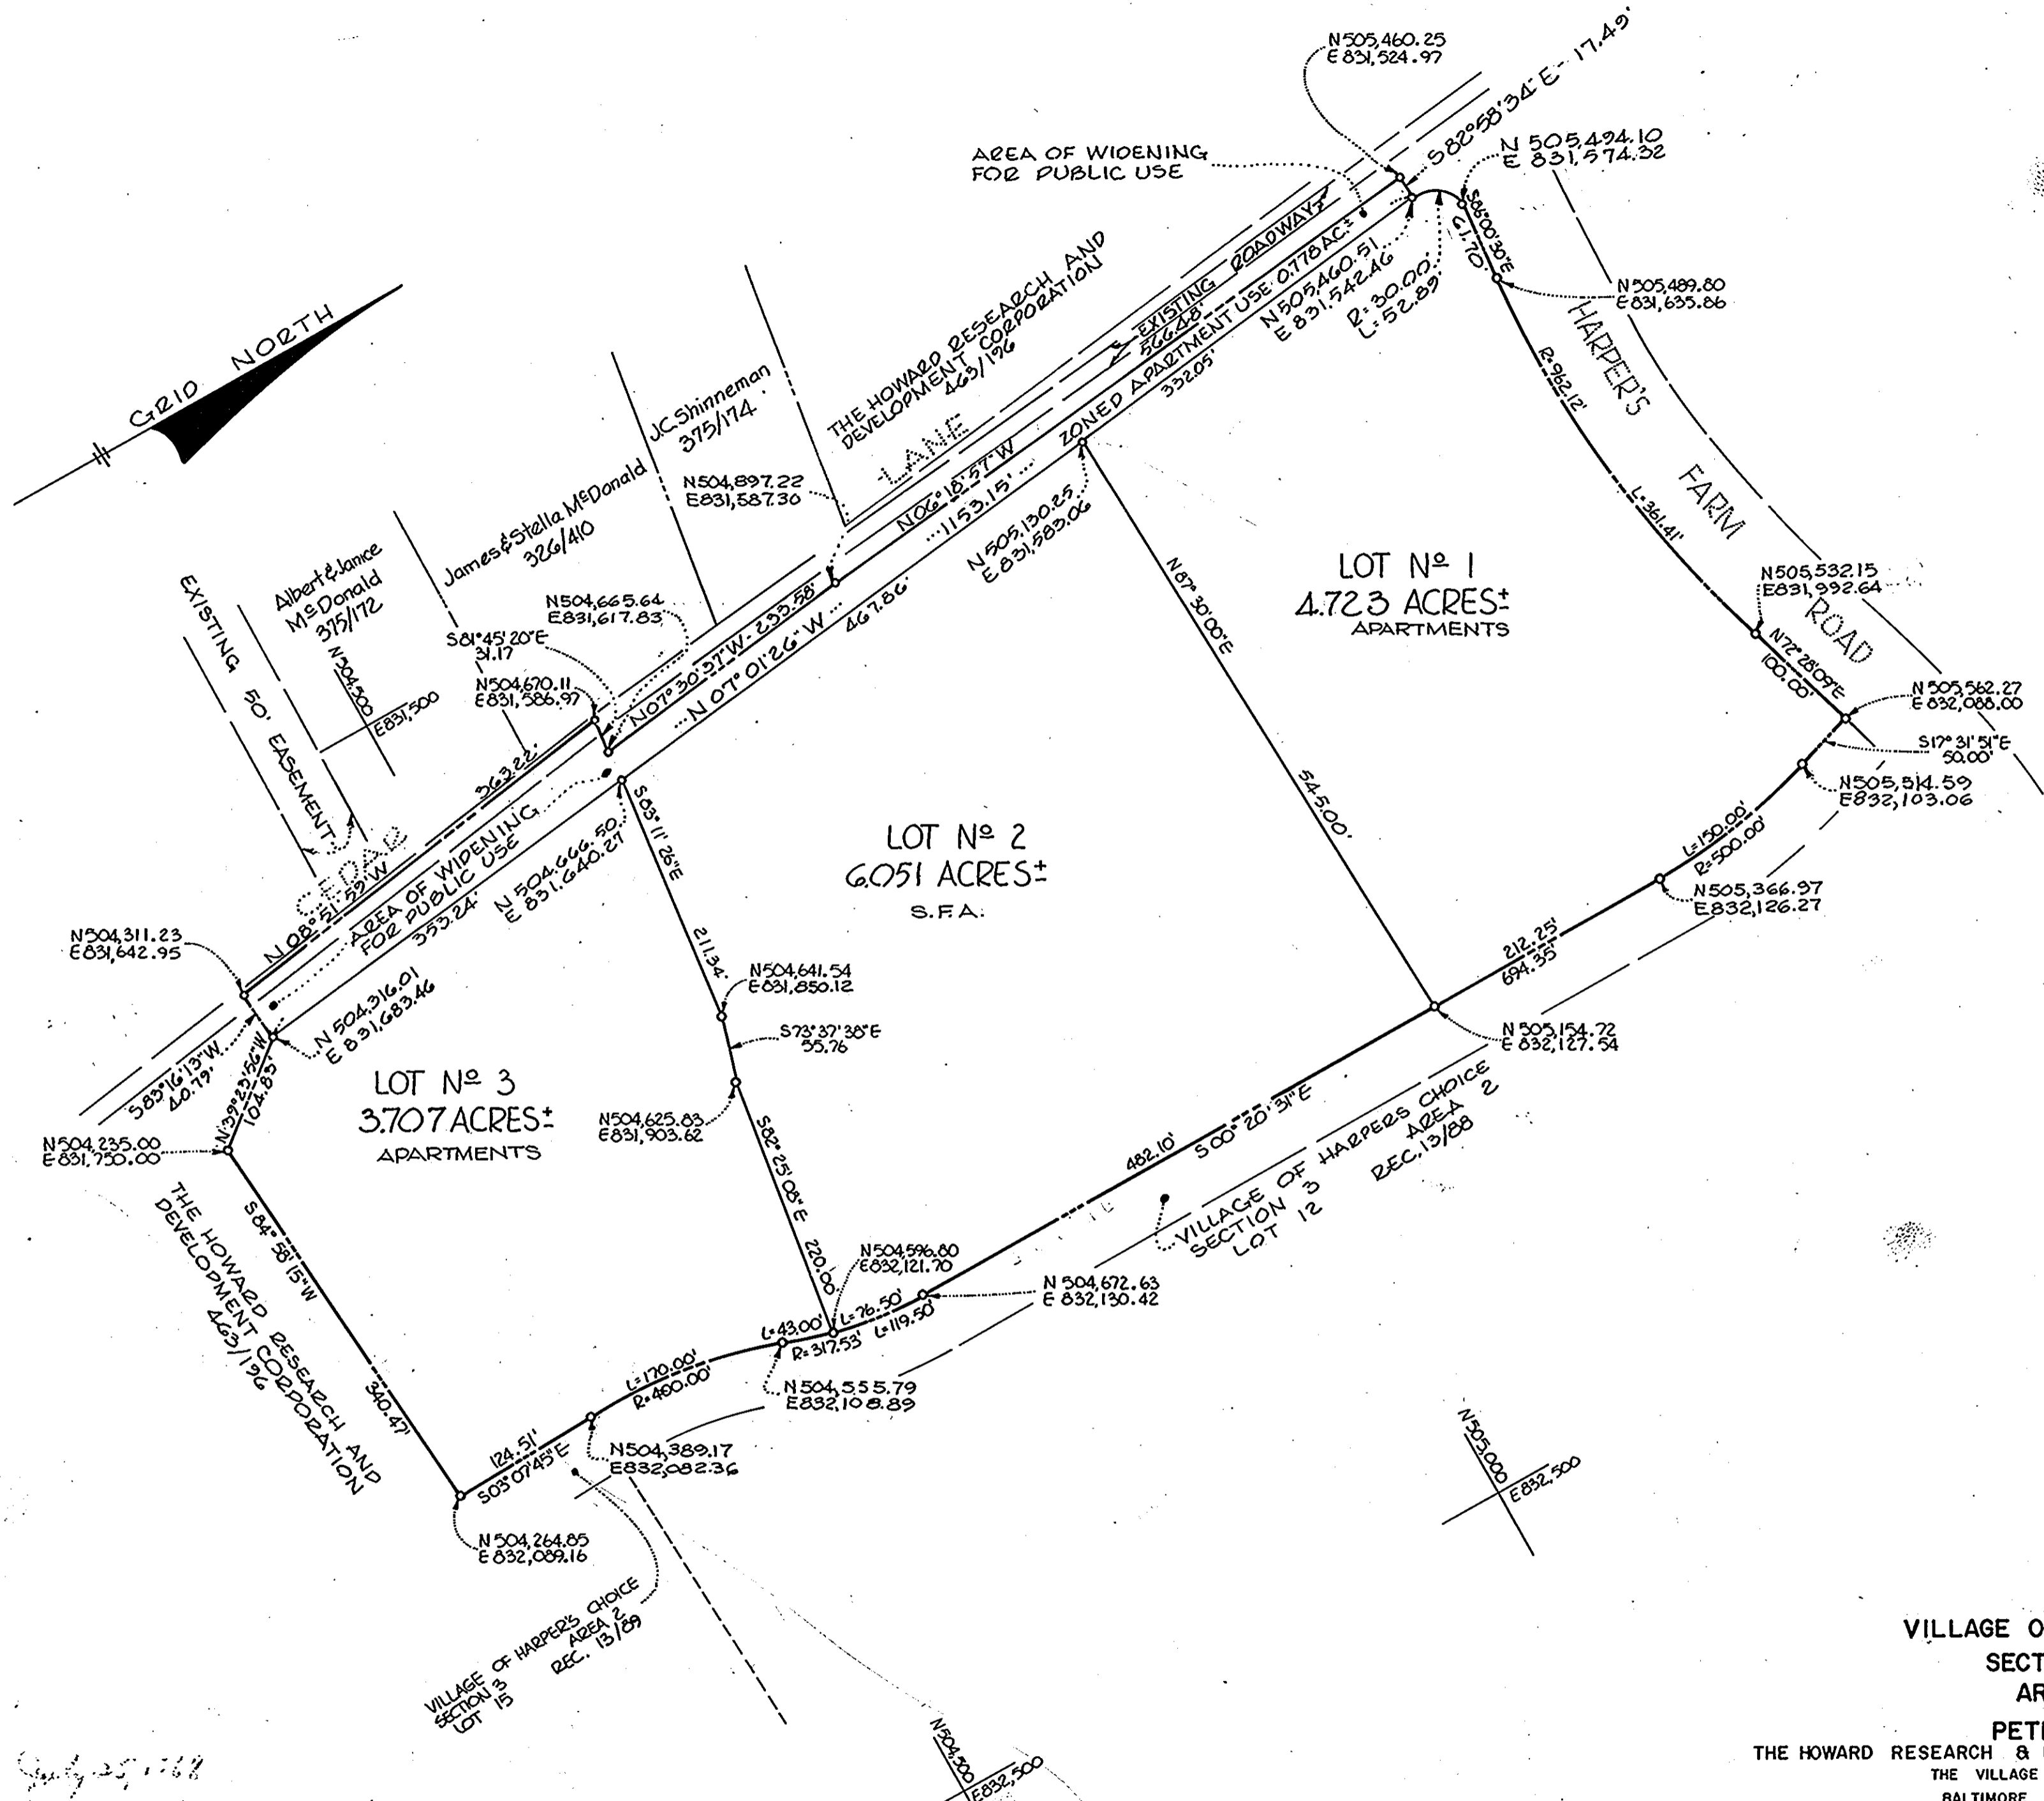 N505,460.25
E831,524.97
S82°58'34"E- 17.49'
AREA OF WIDENING
FOR PUBLIC USE
N 505,494.10
E 831,574.32
GRID NORTH
THE HOWARD RESEARCH AND
DEVELOPMENT CORPORATION
463/196
EXISTING ROADWAY
566.48'
ZONED APARTMENT USE 0.778 AC.±
332.05'
N505,460.51
E 831,542.46
R=30.00'
L=52.89'
S86°00'30"E
61.70'
N505,489.80
E831,635.86
HARPER'S
FARM
ROAD
R=962.12'
L=361.41'
J.C. Shinneman
375/174
N504,897.22
E831,587.30
LANE
N06°18'57"W
...1153.15'...
N505,130.25
E831,583.06
James & Stella McDonald
326/410
Albert & Janice
McDonald
375/172
EXISTING 50' EASEMENT
N504,500
E831,500
N504,665.64
E831,617.83
S81°45'20"E
31.17
N504,670.11
E831,586.97
N07°30'37"W-233.58'
...N 07°01'26"W...
467.86'
N87°30'00"E
545.00'
LOT Nº 1
4.723 ACRES±
APARTMENTS
N505,532.15
E831,992.64
N72°28'09"E
100.00'
N505,562.27
E832,088.00
S17°31'51"E
50.00'
N505,514.59
E832,103.06
CEDAR
363.22'
N08°51'59"W
AREA OF WIDENING
FOR PUBLIC USE
353.24'
N504,666.50
E831,640.27
S83°11'26"E
211.34'
LOT Nº 2
6.051 ACRES±
S.F.A.
L=150.00'
R=500.00'
N505,366.97
E832,126.27
N504,311.23
E831,642.95
N504,316.01
E831,683.46
S83°16'13"W
40.79'
N39°23'56"W
104.83'
N504,235.00
E831,750.00
N504,641.54
E831,850.12
S73°37'38"E
55.76
212.25'
694.35'
N505,154.72
E832,127.54
LOT Nº 3
3.707 ACRES±
APARTMENTS
N504,625.83
E831,903.62
S82°25'08"E
220.00'
482.10'
S00°20'31"E
VILLAGE OF HARPERS CHOICE
SECTION 3 AREA 2
LOT 12 REC. 13/88
THE HOWARD RESEARCH AND
DEVELOPMENT CORPORATION
463/196
S84°58'15"W
340.47'
N504,596.80
E832,121.70
N504,672.63
E832,130.42
L=43.00'
L=76.50'
R=317.53' L=119.50'
L=170.00'
R=400.00'
N504,555.79
E832,108.89
124.51'
S03°07'45"E
N504,389.17
E832,082.36
N504,264.85
E832,089.16
N505,000
E832,500
VILLAGE OF HARPER'S CHOICE
SECTION 3 AREA 2
LOT 15 REC. 13/89
N504,500
E832,500
July 25, 1968
VILLAGE O
SECT
AR
PET
THE HOWARD RESEARCH &
THE VILLAGE
BALTIMORE